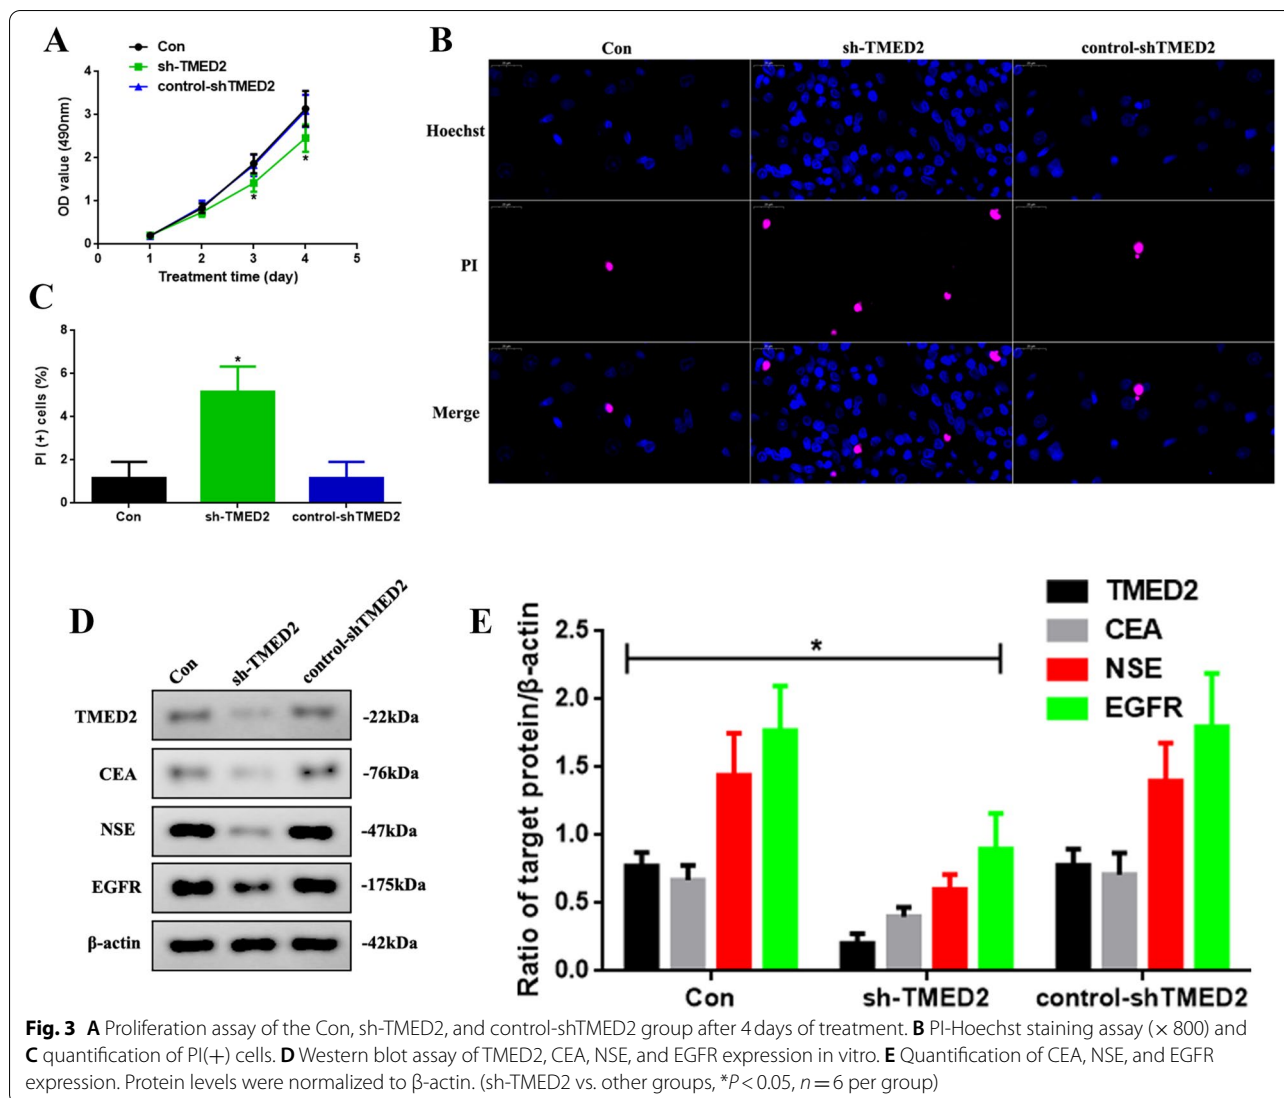 A
Con
sh-TMED2
control-shTMED2
OD value (490nm)
4
3
2
1
0
0 1 2 3 4 5
* *
Treatment time (day)
B
Con sh-TMED2 control-shTMED2
Hoechst
PI
Merge
C
PI (+) cells (%)
8
6
4
2
0
*
Con sh-TMED2 control-shTMED2
D
Con sh-TMED2 control-shTMED2
TMED2 -22kDa
CEA -76kDa
NSE -47kDa
EGFR -175kDa
β-actin -42kDa
E
TMED2
CEA
NSE
EGFR
Ratio of target protein/β-actin
2.5
2.0
1.5
1.0
0.5
0.0
*
Con sh-TMED2 control-shTMED2
Fig. 3 A Proliferation assay of the Con, sh-TMED2, and control-shTMED2 group after 4 days of treatment. B PI-Hoechst staining assay (× 800) and
C quantification of PI(+) cells. D Western blot assay of TMED2, CEA, NSE, and EGFR expression in vitro. E Quantification of CEA, NSE, and EGFR
expression. Protein levels were normalized to β-actin. (sh-TMED2 vs. other groups, *P < 0.05, n = 6 per group)